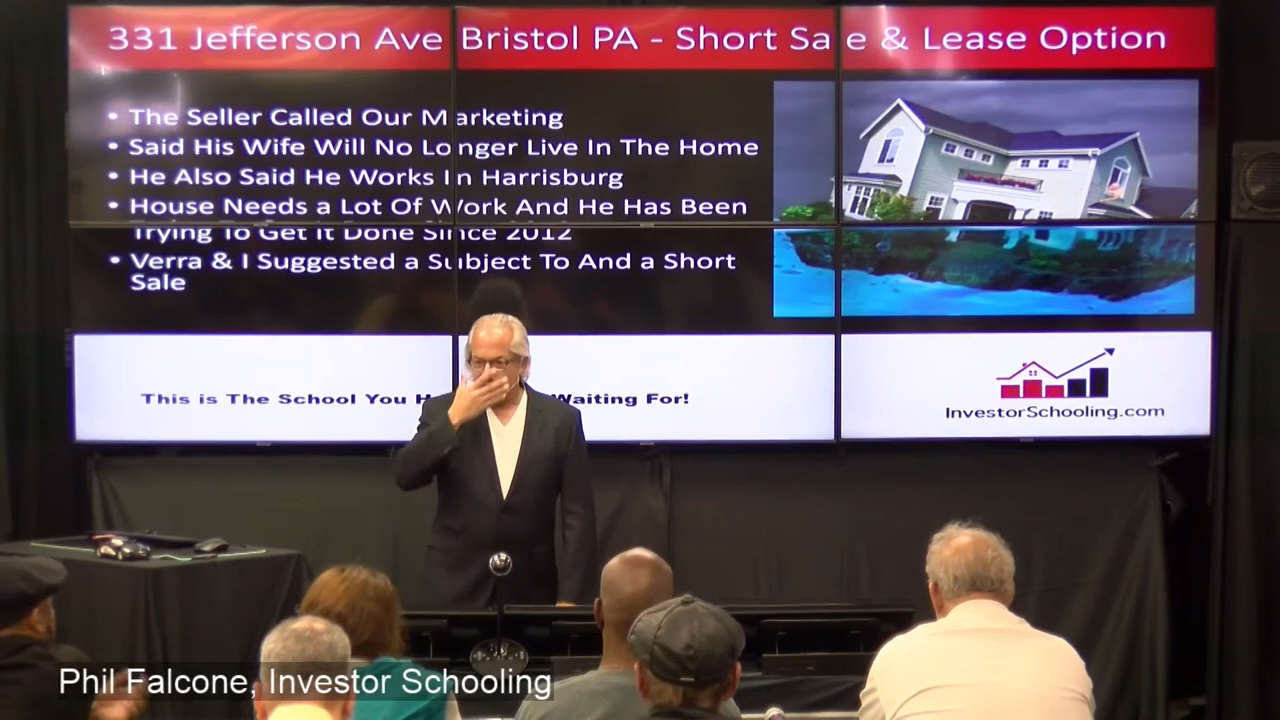 331 Jefferson Ave Bristol PA - Short Sale & Lease Option
• The Seller Called Our Marketing
• Said His Wife Will No Longer Live In The Home
• He Also Said He Works In Harrisburg
• House Needs a Lot Of Work And He Has Been
Trying To Get It Done Since 2012
• Verra & I Suggested a Subject To And a Short
Sale
This is The School You H Waiting For!
InvestorSchooling.com
Phil Falcone, Investor Schooling